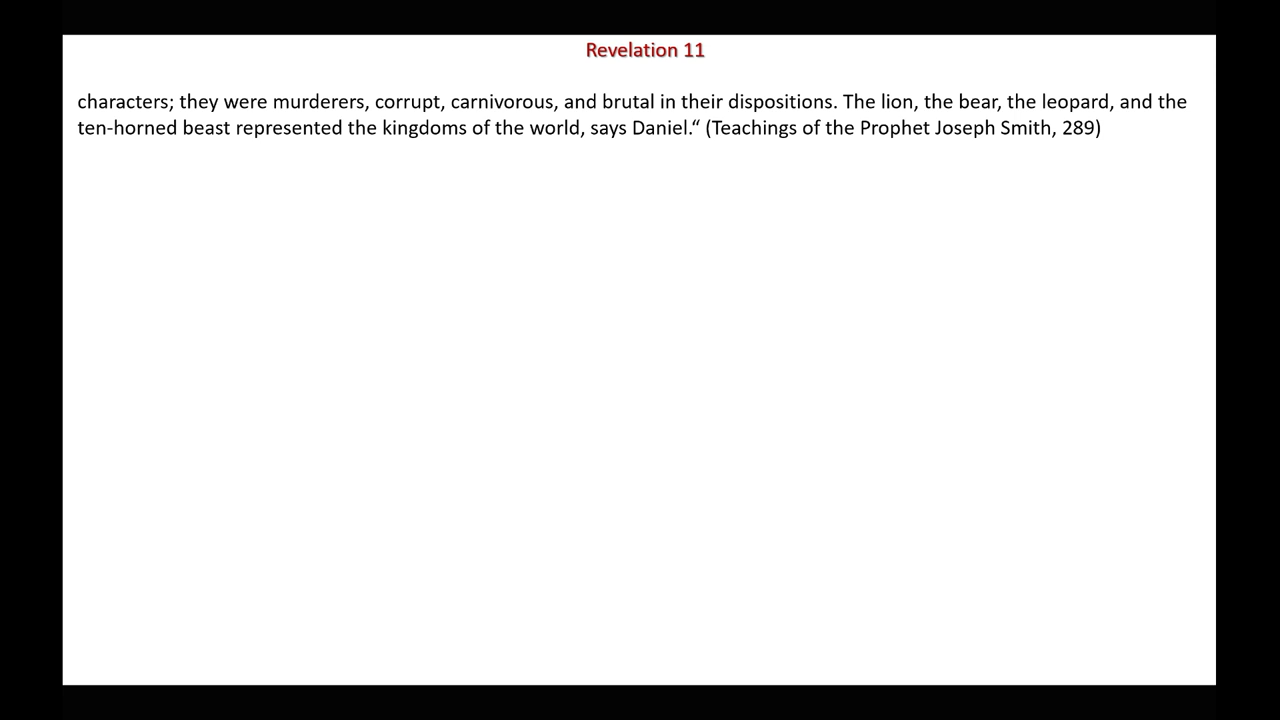 Revelation 11
characters; they were murderers, corrupt, carnivorous, and brutal in their dispositions. The lion, the bear, the leopard, and the
ten-horned beast represented the kingdoms of the world, says Daniel.“ (Teachings of the Prophet Joseph Smith, 289)